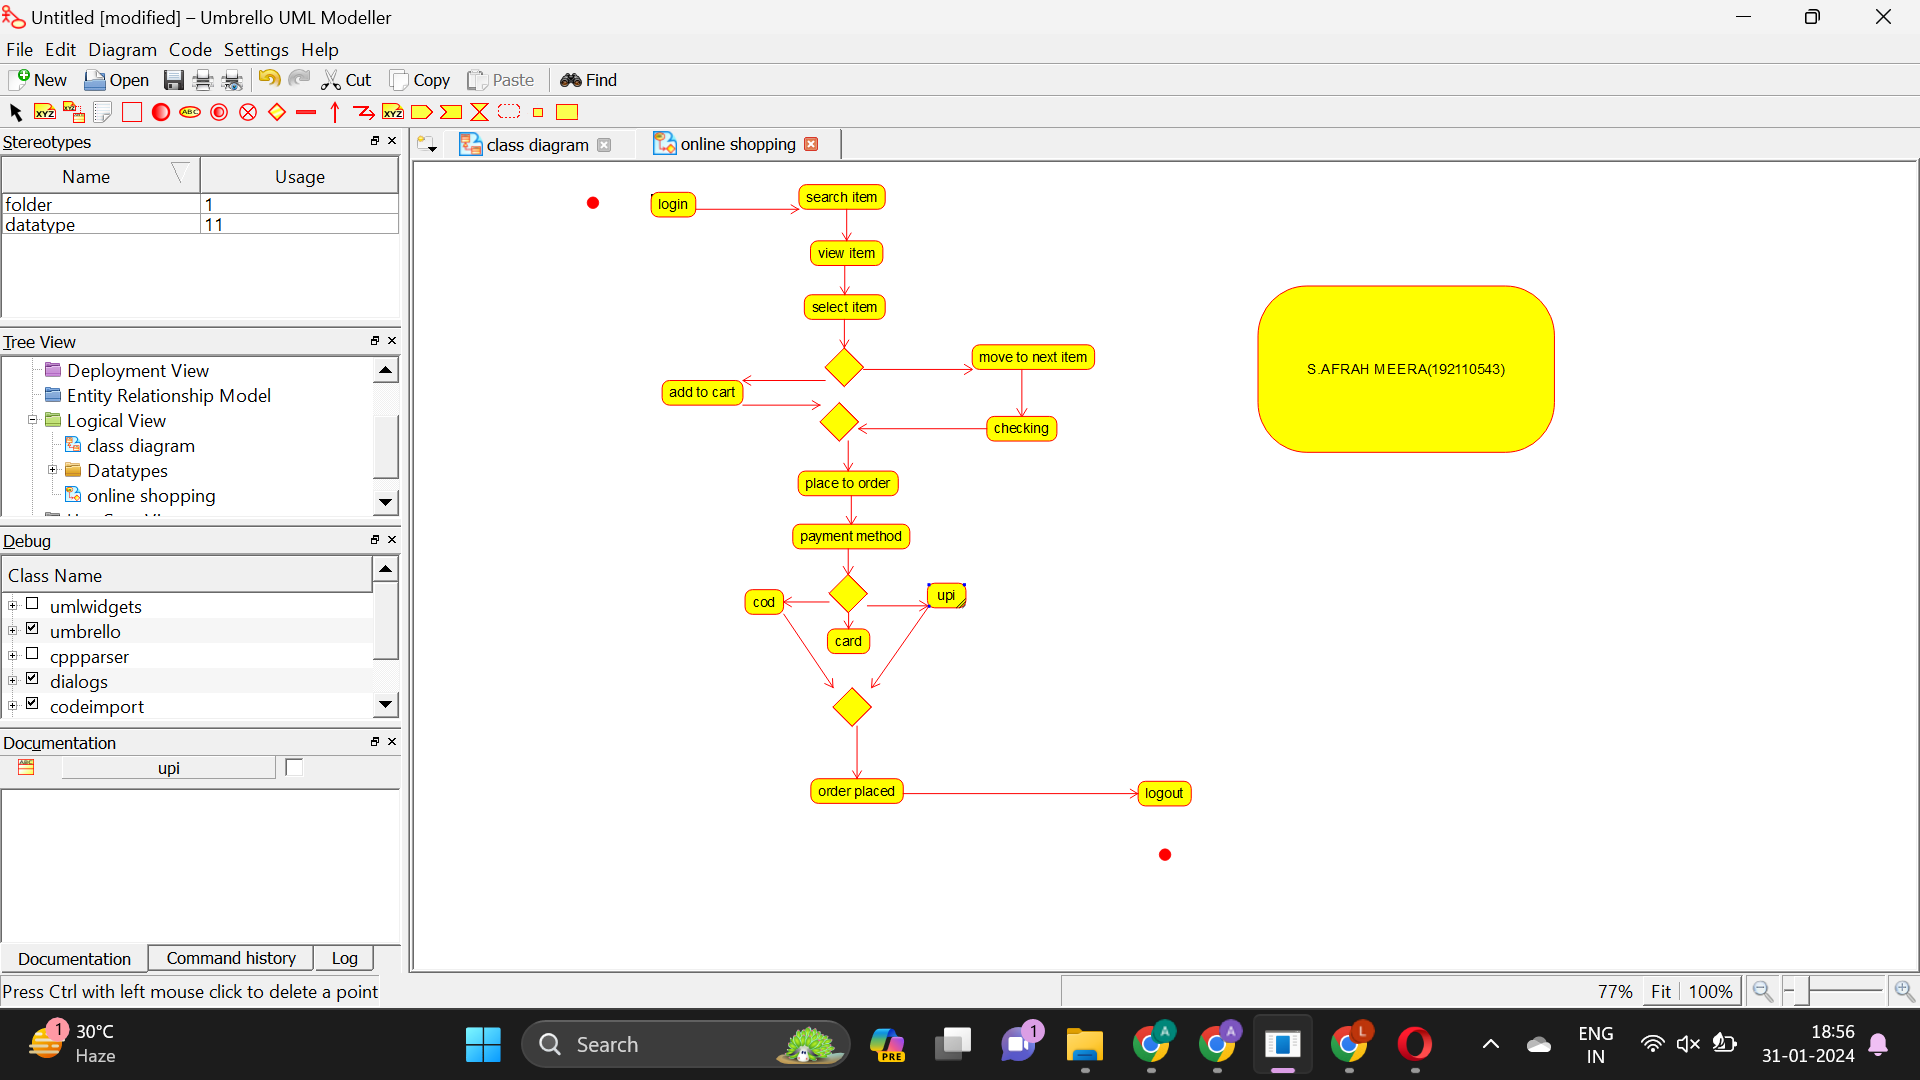 Untitled [modified] – Umbrello UML Modeller
File Edit Diagram Code Settings Help
New Open Cut Copy Paste Find
Stereotypes
Name Usage
folder 1
datatype 11
Tree View
Deployment View
Entity Relationship Model
Logical View
class diagram
Datatypes
online shopping
Debug
Class Name
umlwidgets
umbrello
cppparser
dialogs
codeimport
Documentation
upi
Documentation Command history Log
Press Ctrl with left mouse click to delete a point
class diagram online shopping
login
search item
view item
select item
move to next item
add to cart
checking
place to order
payment method
cod
upi
card
order placed
logout
S.AFRAH MEERA(192110543)
77% Fit 100%
1
30°C
Haze
Search
PRE
1
A
A
L
ENG
IN
18:56
31-01-2024